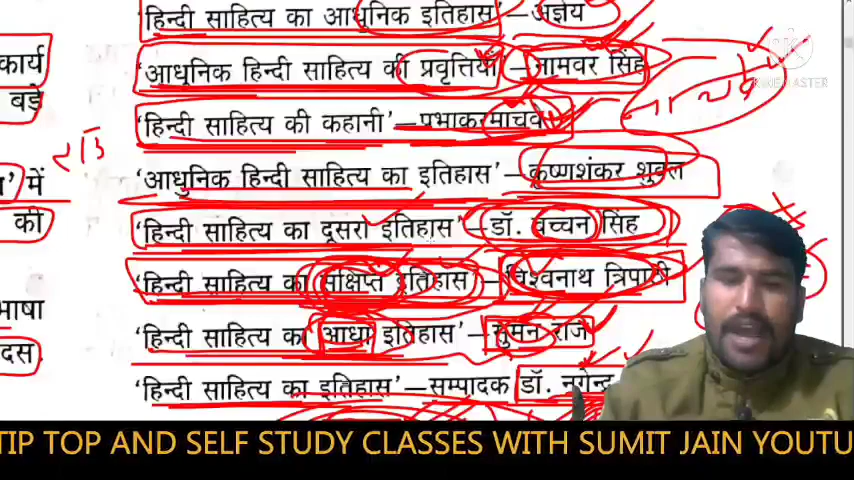 'हिन्दी साहित्य का आधुनिक इतिहास'—अज्ञेय
'आधुनिक हिन्दी साहित्य की प्रवृत्तियाँ'—नामवर सिंह
'हिन्दी साहित्य की कहानी'—प्रभाकर माचवे
'आधुनिक हिन्दी साहित्य का इतिहास'—कृष्णशंकर शुक्ल
'हिन्दी साहित्य का दूसरा इतिहास'—डॉ. बच्चन सिंह
'हिन्दी साहित्य का संक्षिप्त इतिहास'—विश्वनाथ त्रिपाठी
'हिन्दी साहित्य का आधा इतिहास'—सुमन राजे
'हिन्दी साहित्य का इतिहास'—सम्पादक डॉ. नगेन्द्र
कार्य
बड़े
में
की
भाषा
दस
KINEMASTER
TIP TOP AND SELF STUDY CLASSES WITH SUMIT JAIN YOUTU